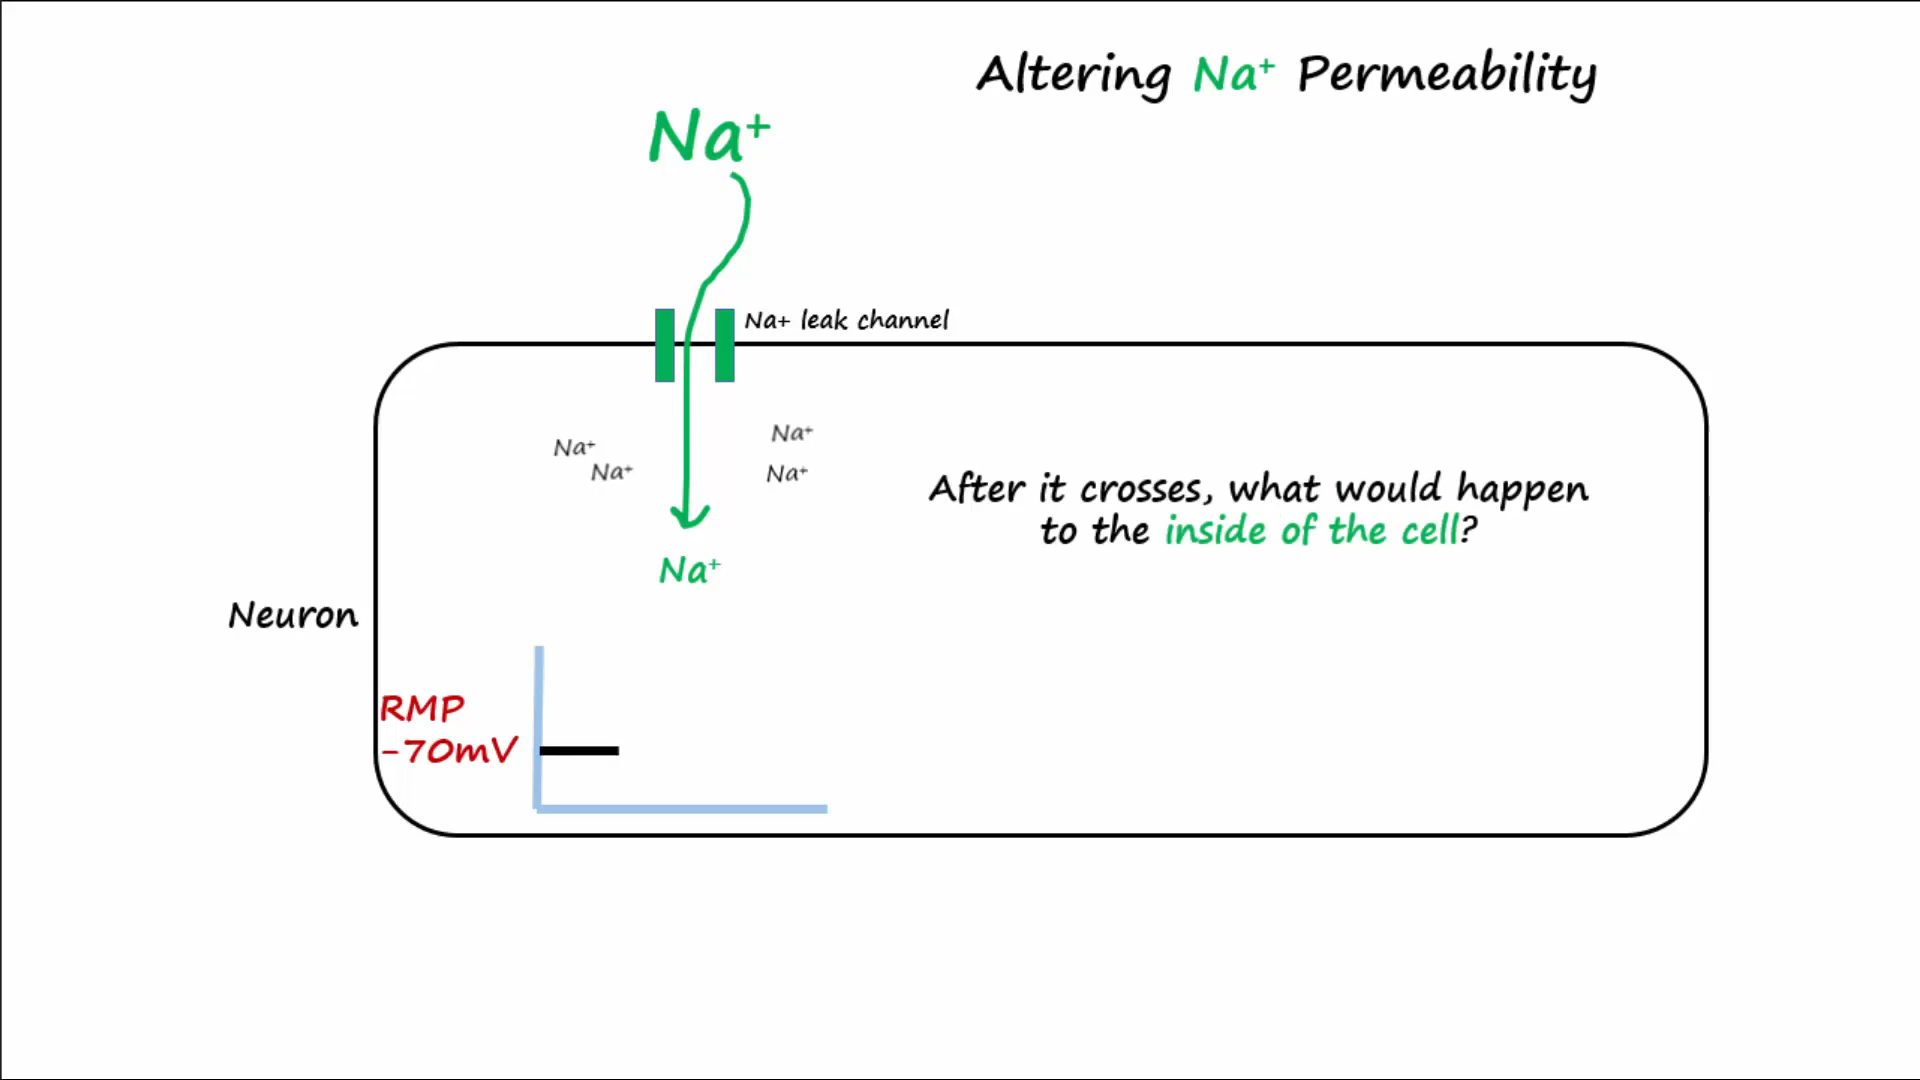 Altering Na⁺ Permeability
Na⁺
Na+ leak channel
Na⁺
Na⁺
Na⁺
Na⁺
After it crosses, what would happen
to the inside of the cell?
Na⁺
Neuron
RMP
-70mV